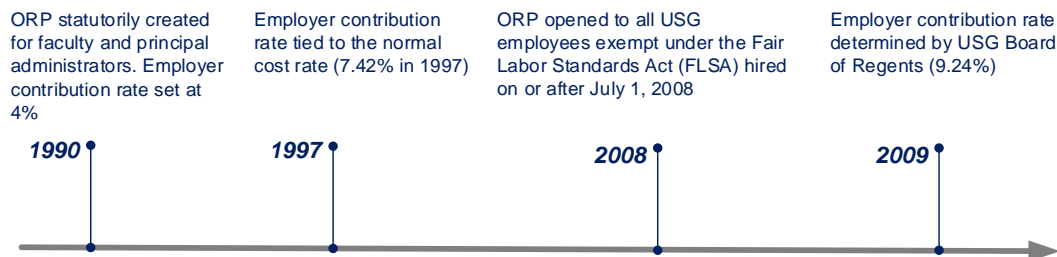 ORP statutorily created
for faculty and principal
administrators. Employer
contribution rate set at
4%
Employer contribution
rate tied to the normal
cost rate (7.42% in 1997)
ORP opened to all USG
employees exempt under the Fair
Labor Standards Act (FLSA) hired
on or after July 1, 2008
Employer contribution rate
determined by USG Board
of Regents (9.24%)
1990
1997
2008
2009